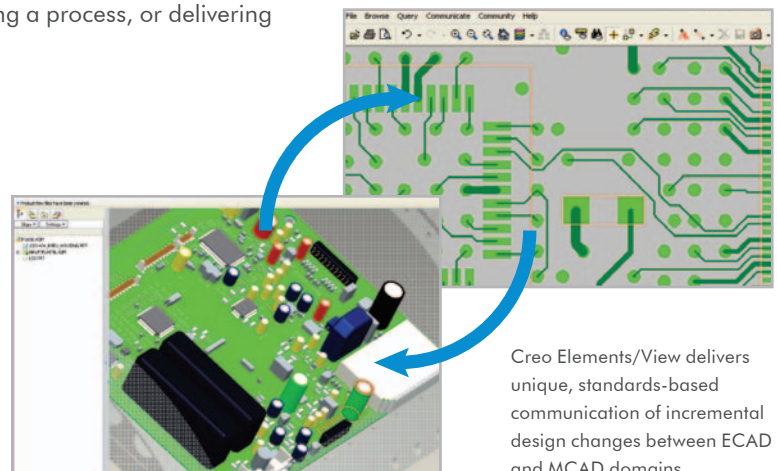 ng a process, or delivering
File Browse Query Communicate Community Help
Creo Elements/View delivers
unique, standards-based
communication of incremental
design changes between ECAD
and MCAD domains